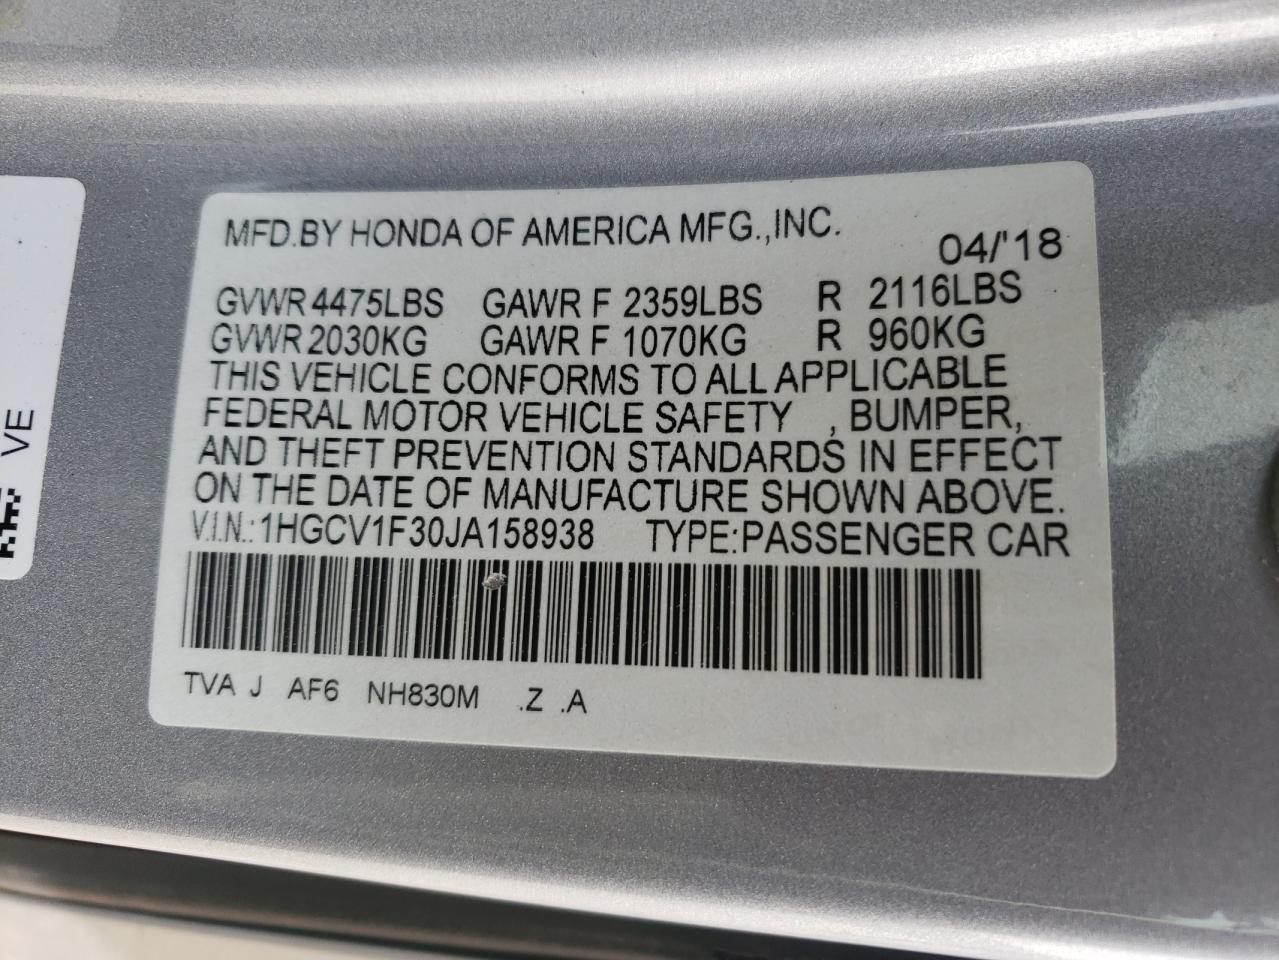 MFD.BY HONDA OF AMERICA MFG.,INC.
04/'18
GVWR 4475LBS GAWR F 2359LBS R 2116LBS
GVWR 2030KG GAWR F 1070KG R 960KG
THIS VEHICLE CONFORMS TO ALL APPLICABLE
FEDERAL MOTOR VEHICLE SAFETY , BUMPER,
AND THEFT PREVENTION STANDARDS IN EFFECT
ON THE DATE OF MANUFACTURE SHOWN ABOVE.
V.I.N.:1HGCV1F30JA158938 TYPE:PASSENGER CAR
TVA J AF6 NH830M .Z .A
VE